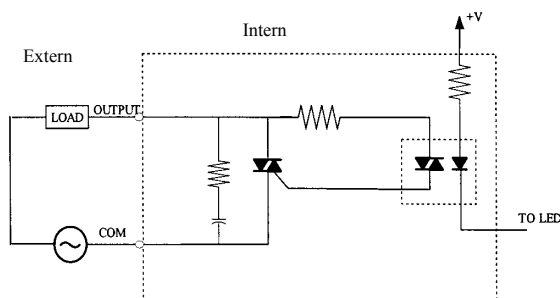 +V
Intern
Extern
OUTPUT
LOAD
COM
TO LED